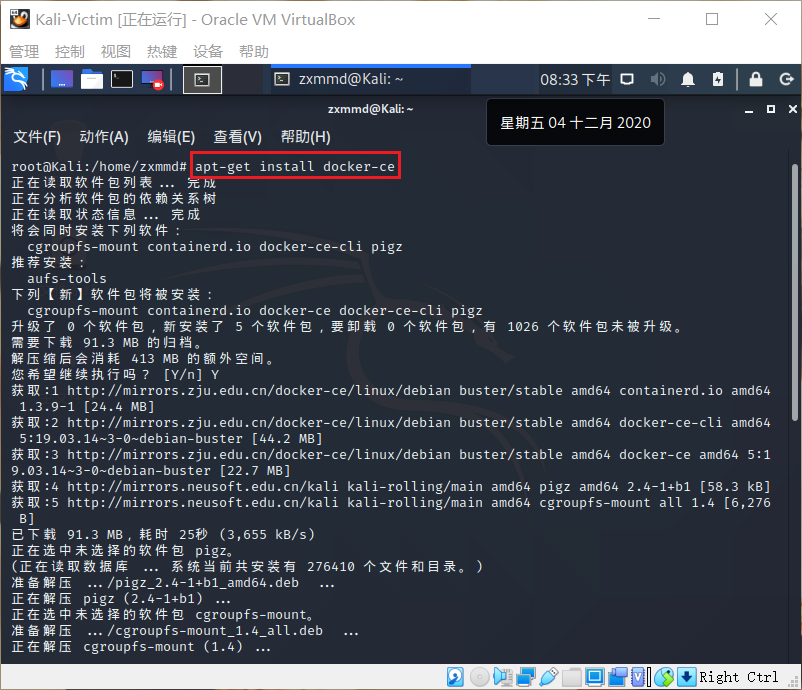 Kali-Victim [正在运行] - Oracle VM VirtualBox
管理 控制 视图 热键 设备 帮助
zxmmd@Kali: ~ 08:33 下午
zxmmd@Kali: ~
星期五 04 十二月 2020
文件(F) 动作(A) 编辑(E) 查看(V) 帮助(H)
root@Kali:/home/zxmmd# apt-get install docker-ce
正在读取软件包列表... 完成
正在分析软件包的依赖关系树
正在读取状态信息... 完成
将会同时安装下列软件：
cgroupfs-mount containerd.io docker-ce-cli pigz
推荐安装：
aufs-tools
下列【新】软件包将被安装：
cgroupfs-mount containerd.io docker-ce docker-ce-cli pigz
升级了 0 个软件包，新安装了 5 个软件包，要卸载 0 个软件包，有 1026 个软件包未被升级。
需要下载 91.3 MB 的归档。
解压缩后会消耗 413 MB 的额外空间。
您希望继续执行吗？ [Y/n] Y
获取:1 http://mirrors.zju.edu.cn/docker-ce/linux/debian buster/stable amd64 containerd.io amd64
1.3.9-1 [24.4 MB]
获取:2 http://mirrors.zju.edu.cn/docker-ce/linux/debian buster/stable amd64 docker-ce-cli amd64
5:19.03.14~3-0~debian-buster [44.2 MB]
获取:3 http://mirrors.zju.edu.cn/docker-ce/linux/debian buster/stable amd64 docker-ce amd64 5:1
9.03.14~3-0~debian-buster [22.7 MB]
获取:4 http://mirrors.neusoft.edu.cn/kali kali-rolling/main amd64 pigz amd64 2.4-1+b1 [58.3 kB]
获取:5 http://mirrors.neusoft.edu.cn/kali kali-rolling/main amd64 cgroupfs-mount all 1.4 [6,276
B]
已下载 91.3 MB，耗时 25秒 (3,655 kB/s)
正在选中未选择的软件包 pigz。
(正在读取数据库 ... 系统当前共安装有 276410 个文件和目录。)
准备解压 .../pigz_2.4-1+b1_amd64.deb ...
正在解压 pigz (2.4-1+b1) ...
正在选中未选择的软件包 cgroupfs-mount。
准备解压 .../cgroupfs-mount_1.4_all.deb ...
正在解压 cgroupfs-mount (1.4) ...
Right Ctrl